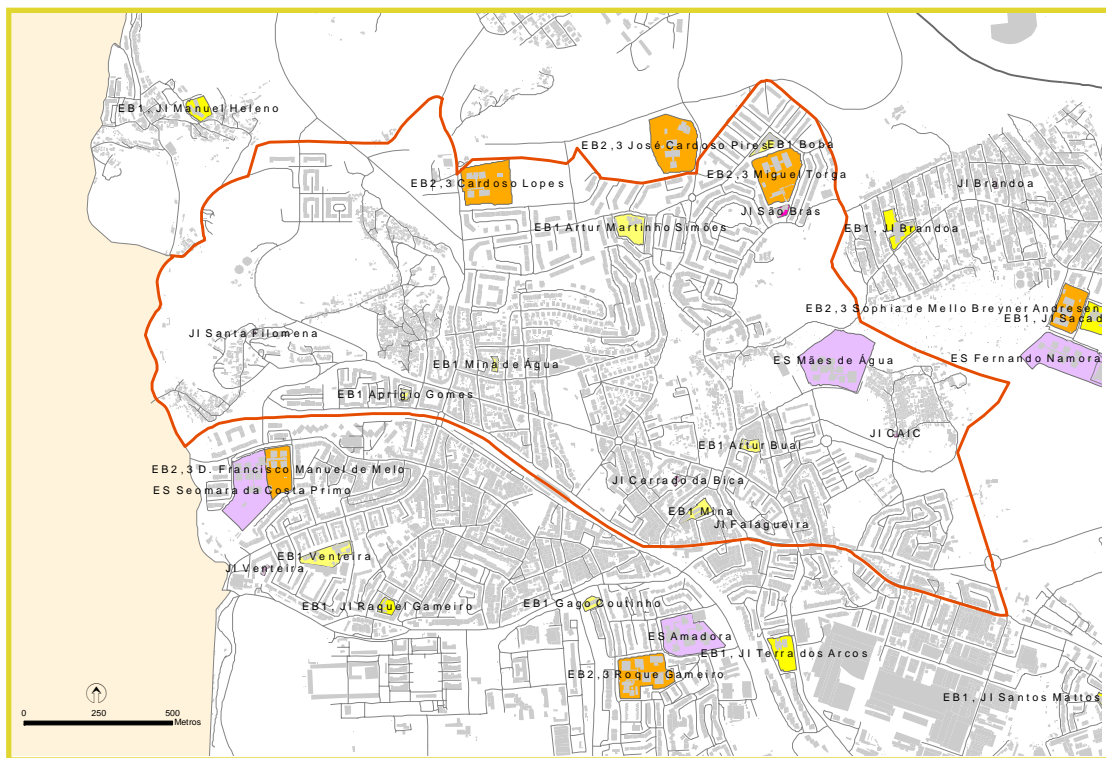 EB1, JI Manuel Heleno
EB2,3 José Cardoso Pires
EB1 Boba
EB2,3 Cardoso Lopes
EB2,3 Miguel Torga
JI Brandoa
JI São Brás
EB1 Artur Martinho Simões
EB1, JI Brandoa
EB2,3 Sophia de Mello Breyner Andresen
EB1, JI Sacad
JI Santa Filomena
EB1 Mina de Água
ES Mães de Água
ES Fernando Namora
EB1 Aprígio Gomes
JI CAIC
EB1 Artur Bual
EB2,3 D. Francisco Manuel de Melo
JI Cerrado da Bica
ES Seomara da Costa Primo
EB1 Mina
JI Falagueira
EB1 Venteira
JI Venteira
EB1, JI Raquel Gameiro
EB1 Gago Coutinho
ES Amadora
EB1, JI Terra dos Arcos
EB2,3 Roque Gameiro
EB1, JI Santos Mattos
0 250 500
Metros